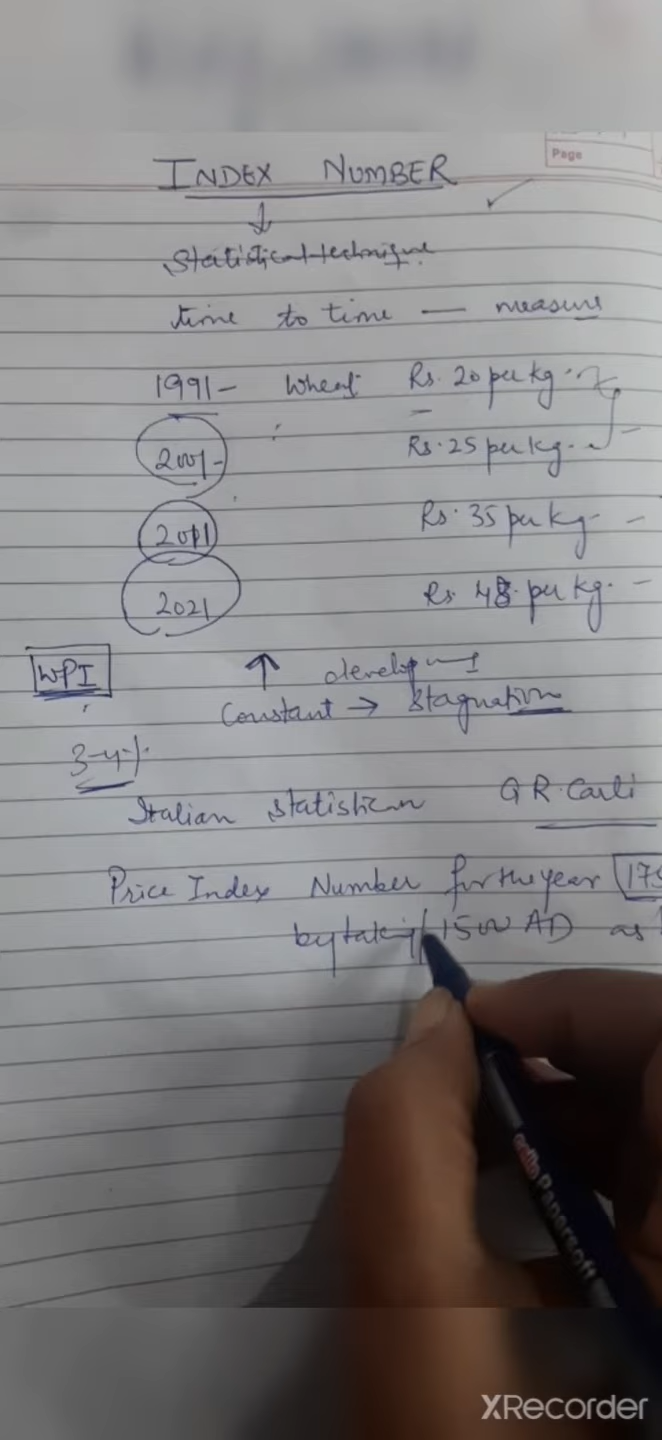 Page
INDEX NUMBER
Statistical technique
time to time — measure
1991 - Wheat Rs. 20 per kg.
2001 - Rs. 25 per kg.
2011 Rs. 35 per kg.
2021 Rs. 48 per kg.
WPI
↑ development
Constant → Stagnation
3-4%
Italian statistician G R. Carli
Price Index Number for the year 175
by taking 1500 AD as
Papersoft
XRecorder